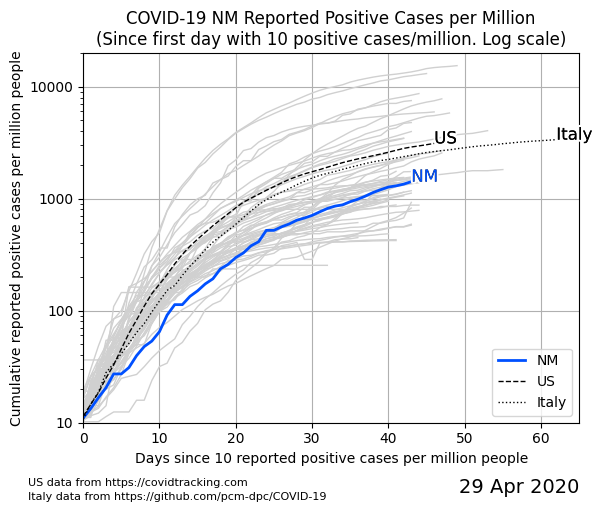 COVID-19 NM Reported Positive Cases per Million
(Since first day with 10 positive cases/million. Log scale)
Cumulative reported positive cases per million people
10000
1000
100
10
US
Italy
NM
NM
US
Italy
0 10 20 30 40 50 60
Days since 10 reported positive cases per million people
US data from https://covidtracking.com
Italy data from https://github.com/pcm-dpc/COVID-19
29 Apr 2020